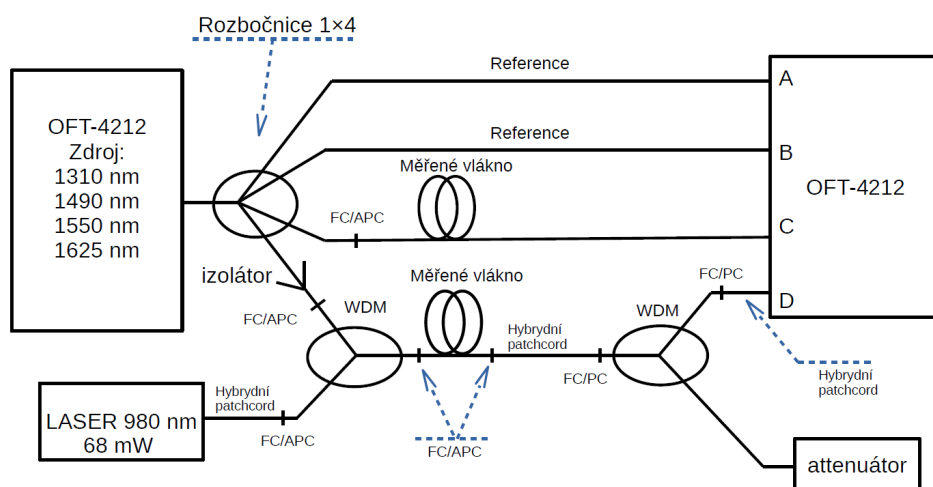 Rozbočnice 1×4
OFT-4212
Zdroj:
1310 nm
1490 nm
1550 nm
1625 nm
Reference
A
Reference
B
OFT-4212
Měřené vlákno
FC/APC
C
izolátor
FC/APC
WDM
Měřené vlákno
Hybrydní
patchcord
FC/PC
WDM
FC/PC
D
Hybrydní
patchcord
LASER 980 nm
68 mW
Hybrydní
patchcord
FC/APC
FC/APC
attenuátor